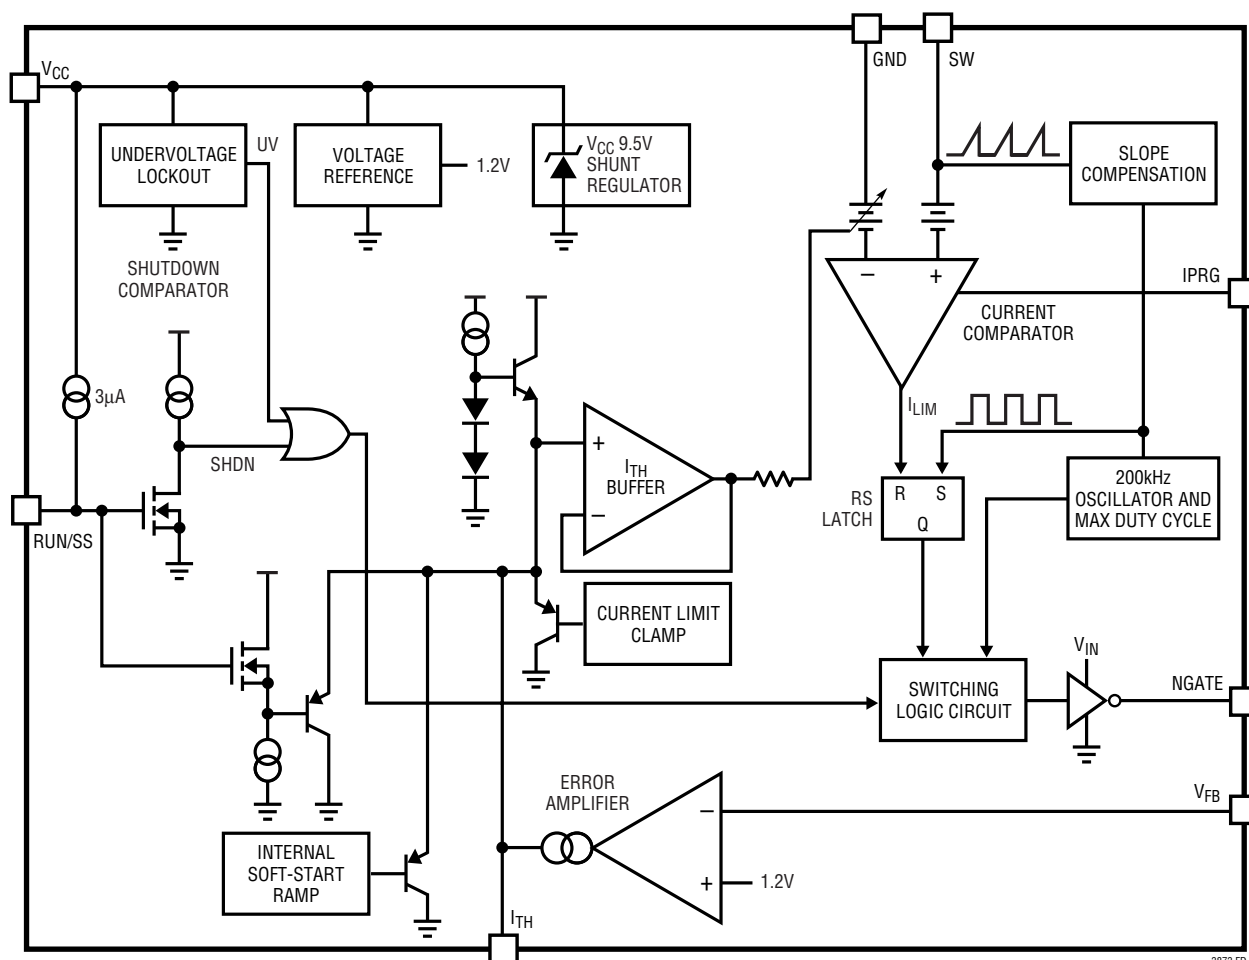 GND
SW
VCC
UNDERVOLTAGE
LOCKOUT
UV
VOLTAGE
REFERENCE
1.2V
VCC 9.5V
SHUNT
REGULATOR
SLOPE
COMPENSATION
SHUTDOWN
COMPARATOR
–
+
IPRG
CURRENT
COMPARATOR
3µA
ILIM
SHDN
+
ITH
BUFFER
–
RS
LATCH
R S
Q
200kHz
OSCILLATOR AND
MAX DUTY CYCLE
RUN/SS
CURRENT LIMIT
CLAMP
VIN
SWITCHING
LOGIC CIRCUIT
NGATE
ERROR
AMPLIFIER
–
VFB
INTERNAL
SOFT-START
RAMP
+
1.2V
ITH